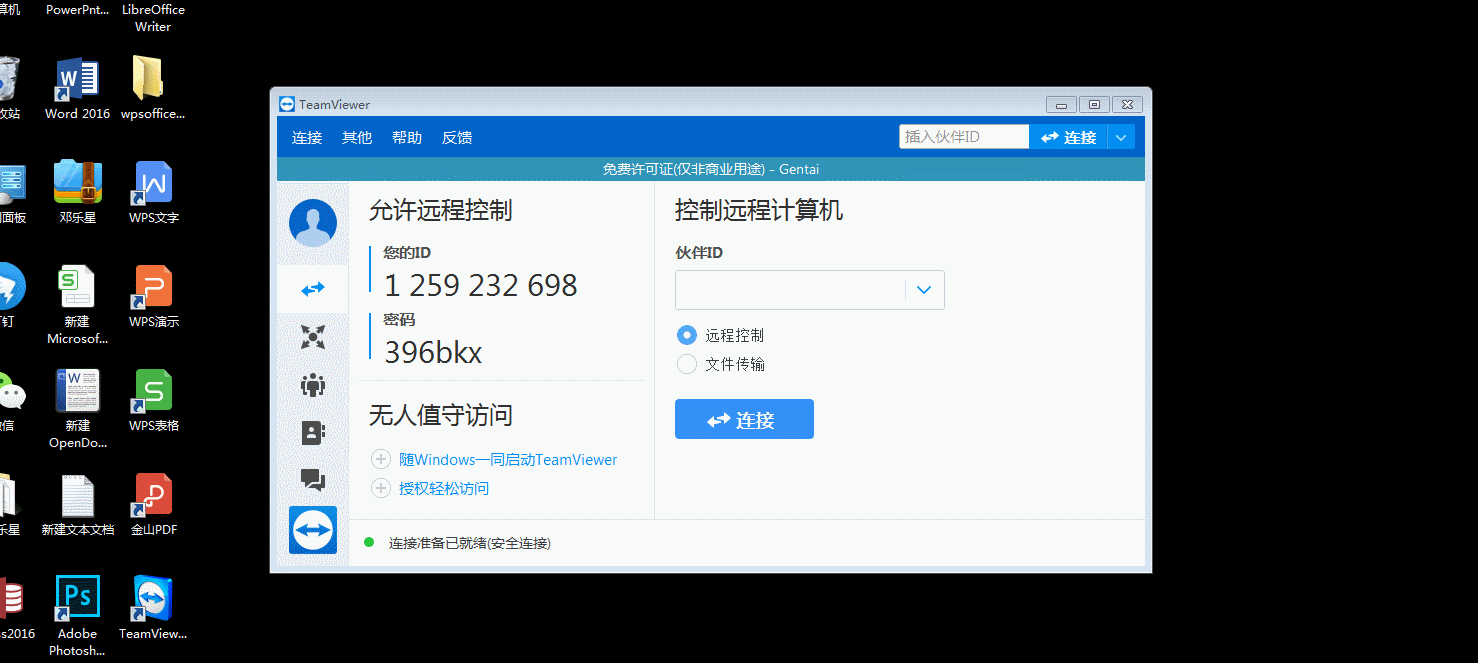 算机
PowerPnt...
LibreOffice
Writer
收站
Word 2016
wpsoffice...
面板
邓乐星
WPS文字
钉
新建
Microsof...
WPS演示
微信
新建
OpenDo...
WPS表格
乐星
新建文本文档
金山PDF
ss2016
Adobe
Photosh...
TeamView...
TeamViewer
连接 其他 帮助 反馈
插入伙伴ID
连接
免费许可证(仅非商业用途) - Gentai
允许远程控制
您的ID
1 259 232 698
密码
396bkx
无人值守访问
随Windows一同启动TeamViewer
授权轻松访问
控制远程计算机
伙伴ID
远程控制
文件传输
连接
连接准备已就绪(安全连接)